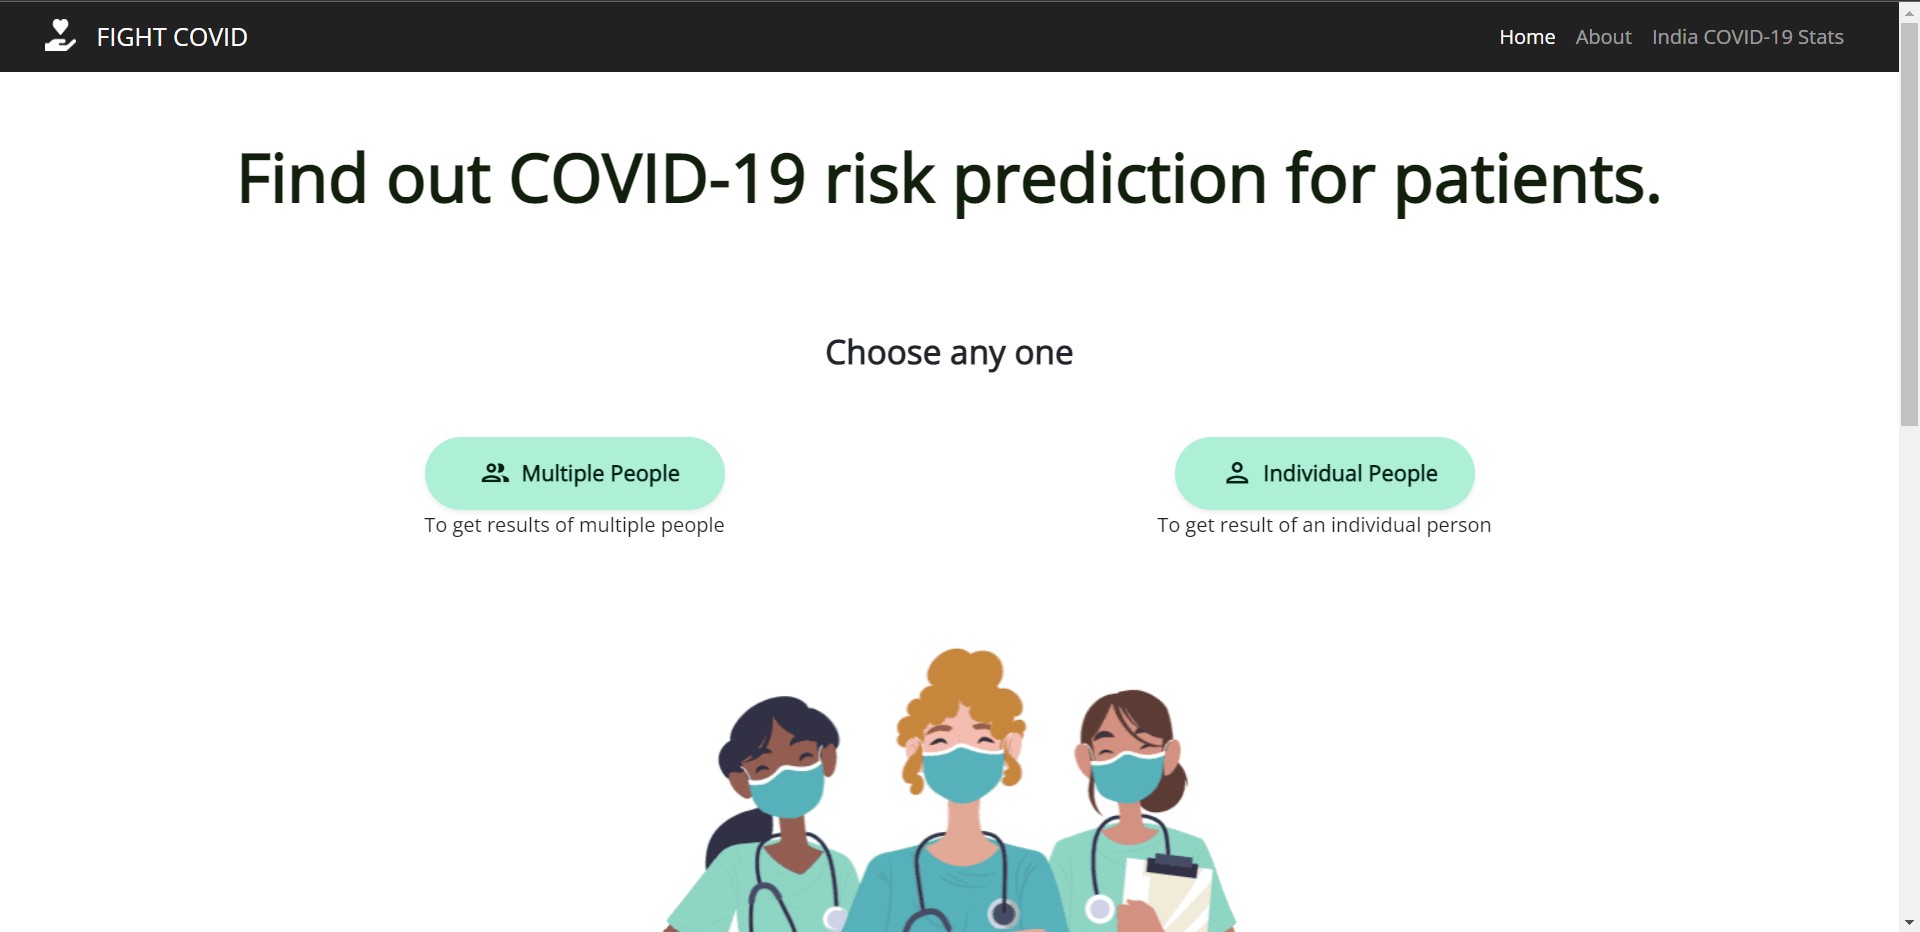 FIGHT COVID
Home About India COVID-19 Stats
Find out COVID-19 risk prediction for patients.
Choose any one
Multiple People
To get results of multiple people
Individual People
To get result of an individual person